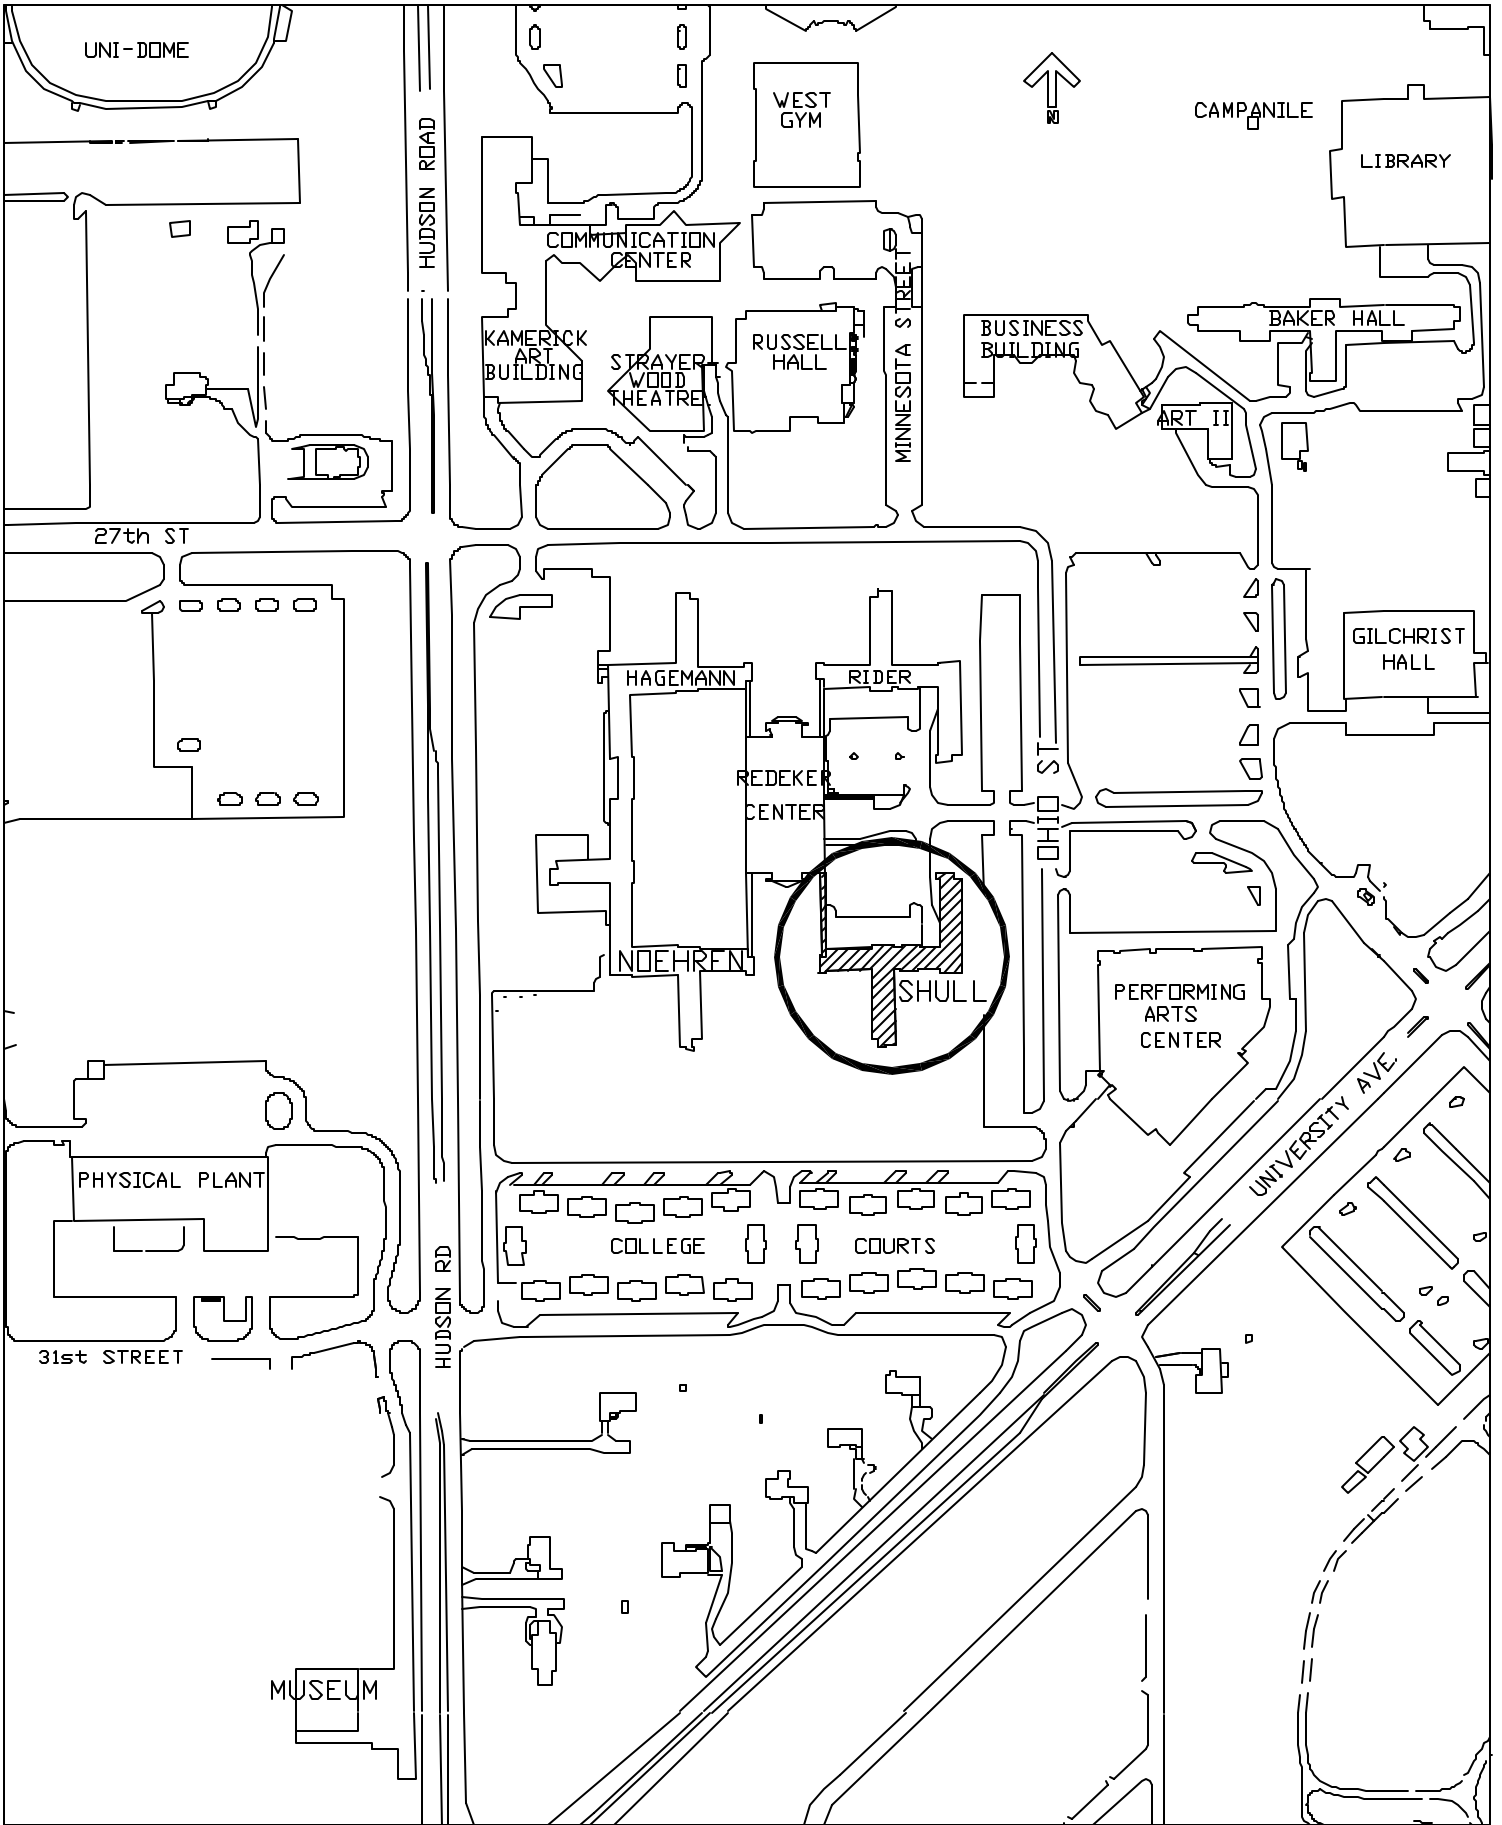 UNI-DOME
WEST
GYM
N
CAMPANILE
LIBRARY
HUDSON ROAD
COMMUNICATION
CENTER
MINNESOTA STREET
KAMERICK
ART
BUILDING
STRAYER-
WOOD
THEATRE
RUSSELL
HALL
BUSINESS
BUILDING
BAKER HALL
ART II
27th ST
GILCHRIST
HALL
HAGEMANN
RIDER
REDEKER
CENTER
OHIO ST
NOEHREN
SHULL
PERFORMING
ARTS
CENTER
UNIVERSITY AVE.
PHYSICAL PLANT
COLLEGE COURTS
HUDSON RD
31st STREET
MUSEUM